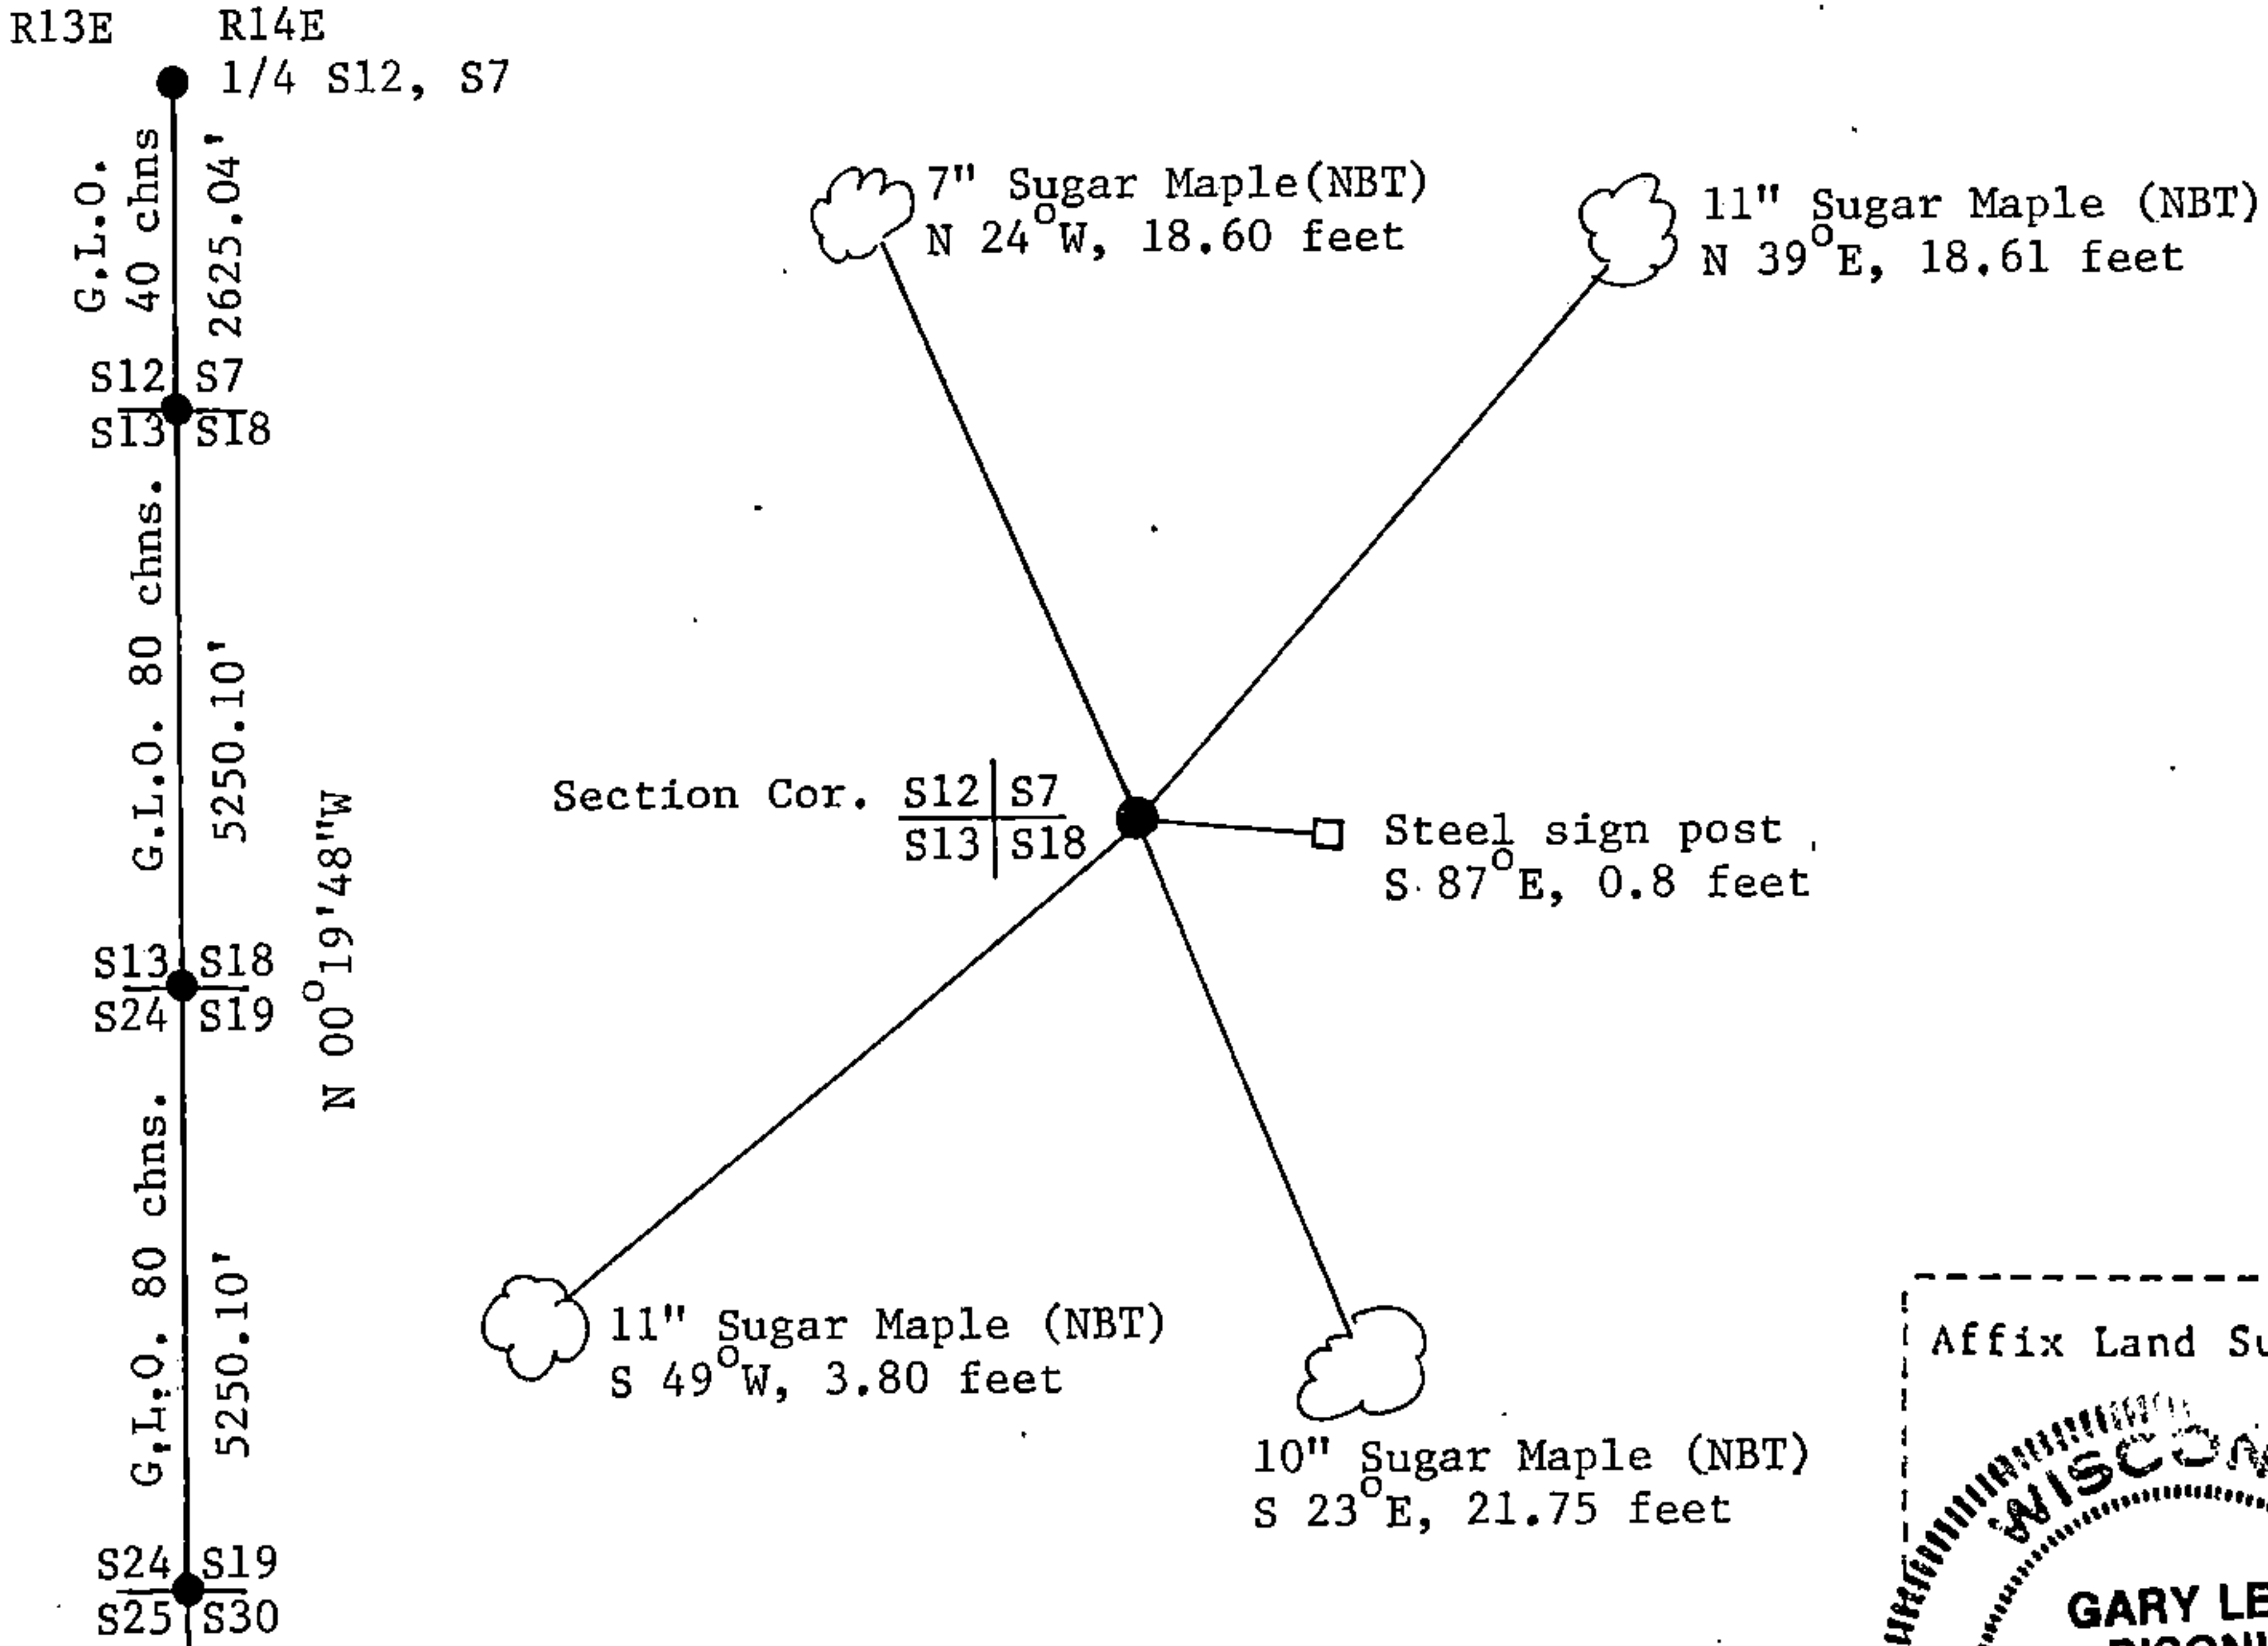 R13E R14E
1/4 S12, S7
G.L.O.
40 chns
2625.04'
S12 S7
S13 S18
G.L.O. 80 chns.
5250.10'
N 00°19'48"W
S13 S18
S24 S19
G.L.O. 80 chns.
5250.10'
S24 S19
S25 S30
7" Sugar Maple(NBT)
N 24°W, 18.60 feet
11" Sugar Maple (NBT)
N 39°E, 18.61 feet
Section Cor. S12 S7
S13 S18
Steel sign post
S 87°E, 0.8 feet
11" Sugar Maple (NBT)
S 49°W, 3.80 feet
10" Sugar Maple (NBT)
S 23°E, 21.75 feet
Affix Land Su
WISCON
GARY LE